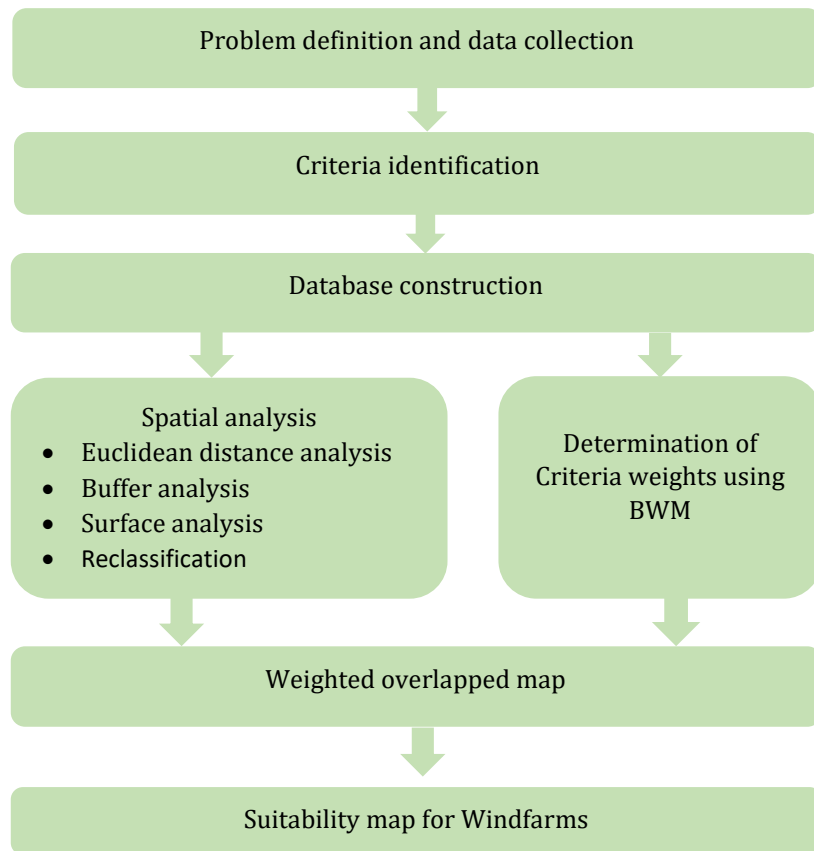 Problem definition and data collection
Criteria identification
Database construction
Spatial analysis
• Euclidean distance analysis
• Buffer analysis
• Surface analysis
• Reclassification
Determination of
Criteria weights using
BWM
Weighted overlapped map
Suitability map for Windfarms